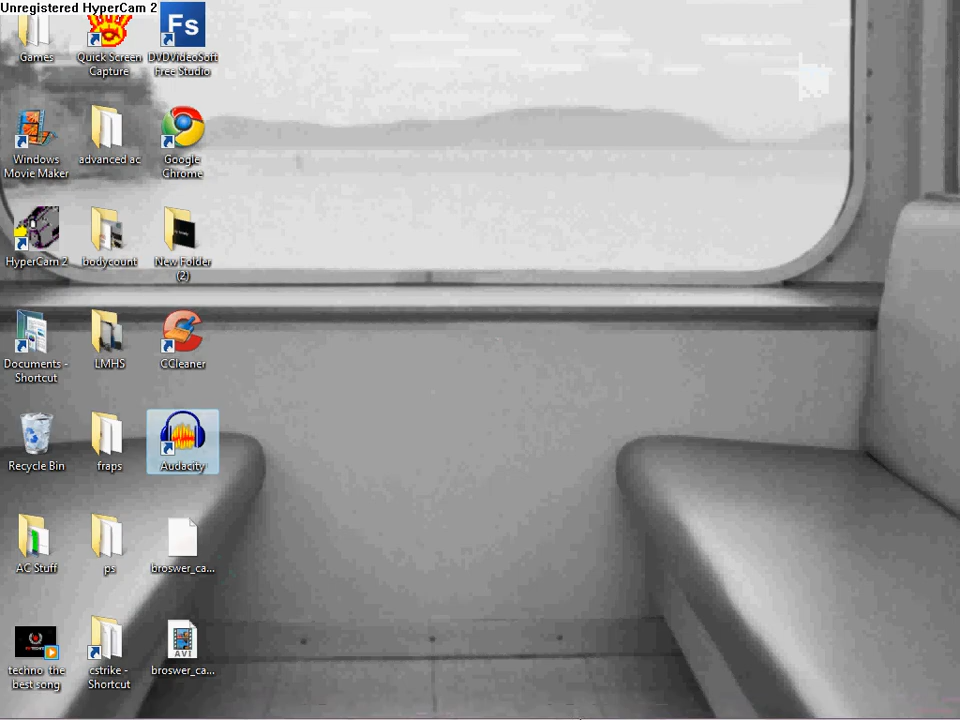 Unregistered HyperCam 2
Games
Quick Screen
Capture
Fs
DVDVideoSoft
Free Studio
Windows
Movie Maker
advanced ac
Google
Chrome
HyperCam 2
bodycount
New Folder
(2)
Documents -
Shortcut
LMHS
CCleaner
Recycle Bin
fraps
Audacity
AC Stuff
ps
broswer_ca...
techno the
best song
cstrike -
Shortcut
AVI
broswer_ca...